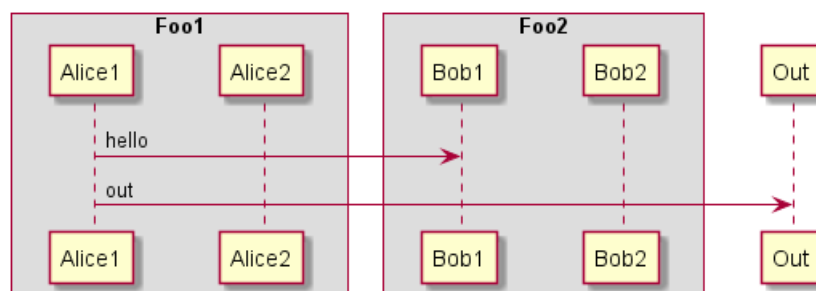 Foo1 Foo2
Alice1 Alice2 Bob1 Bob2 Out
hello
out
Alice1 Alice2 Bob1 Bob2 Out